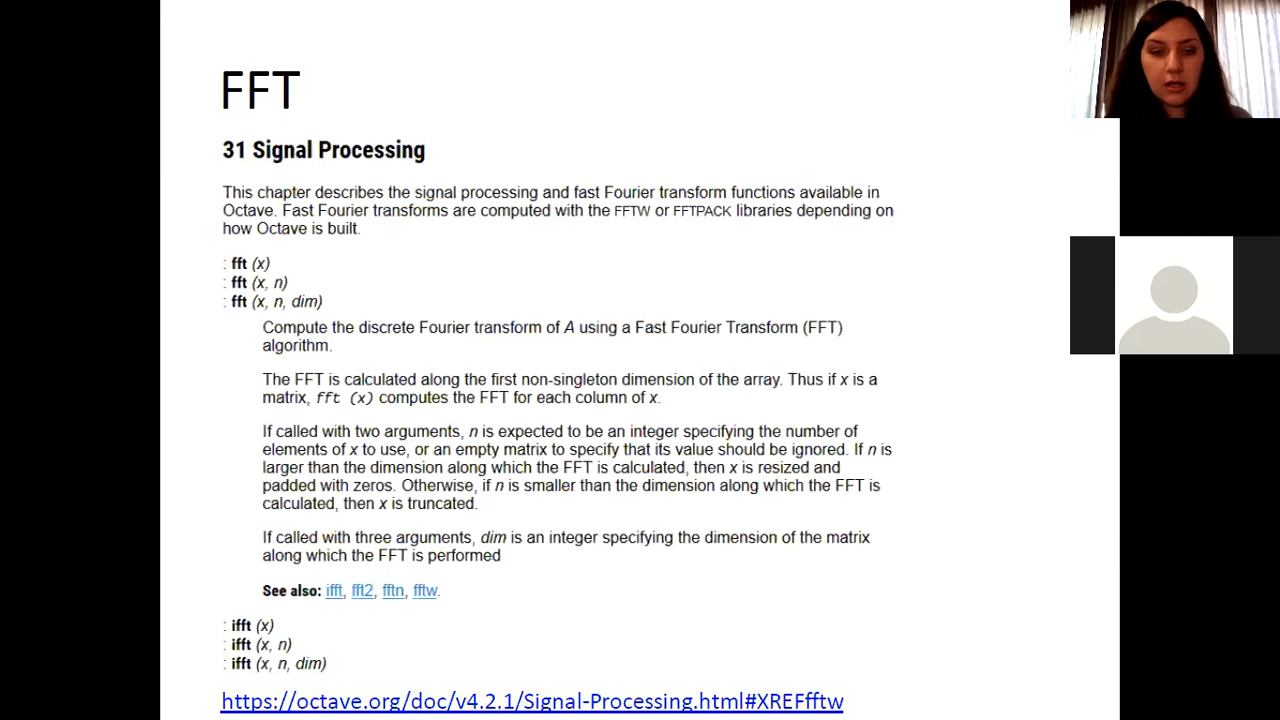 FFT
31 Signal Processing
This chapter describes the signal processing and fast Fourier transform functions available in
Octave. Fast Fourier transforms are computed with the FFTW or FFTPACK libraries depending on
how Octave is built.
: fft (x)
: fft (x, n)
: fft (x, n, dim)
Compute the discrete Fourier transform of A using a Fast Fourier Transform (FFT)
algorithm.
The FFT is calculated along the first non-singleton dimension of the array. Thus if x is a
matrix, fft (x) computes the FFT for each column of x.
If called with two arguments, n is expected to be an integer specifying the number of
elements of x to use, or an empty matrix to specify that its value should be ignored. If n is
larger than the dimension along which the FFT is calculated, then x is resized and
padded with zeros. Otherwise, if n is smaller than the dimension along which the FFT is
calculated, then x is truncated.
If called with three arguments, dim is an integer specifying the dimension of the matrix
along which the FFT is performed
See also: ifft, fft2, fftn, fftw.
: ifft (x)
: ifft (x, n)
: ifft (x, n, dim)
https://octave.org/doc/v4.2.1/Signal-Processing.html#XREFfftw